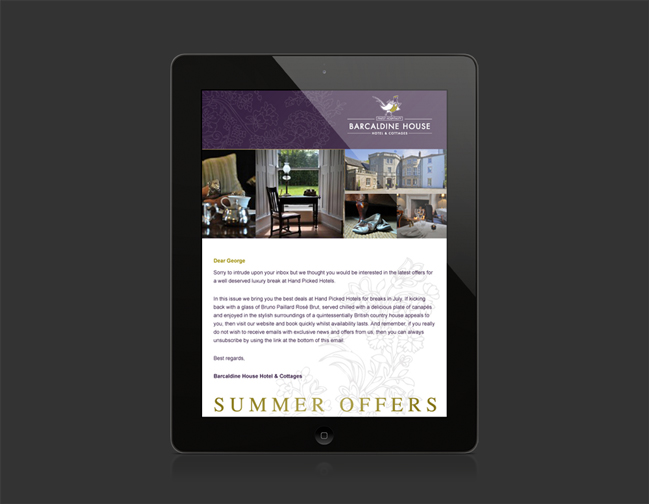 BARCALDINE HOUSE
HOTEL & COTTAGES
Dear George
Sorry to intrude upon your inbox but we thought you would be interested in the latest offers for
a well deserved luxury break at Hand Picked Hotels.
In this issue we bring you the best deals at Hand Picked Hotels for breaks in July. If kicking
back with a glass of Bruno Paillard Rosé Brut, served chilled with a delicious plate of canapés
and enjoyed in the stylish surroundings of a quintessentially British country house appeals to
you, then visit our website and book quickly whilst availability lasts. And remember, if you really
do not wish to receive emails with exclusive news and offers from us, then you can always
unsubscribe by using the link at the bottom of this email.
Best regards,
Barcaldine House Hotel & Cottages
SUMMER OFFERS